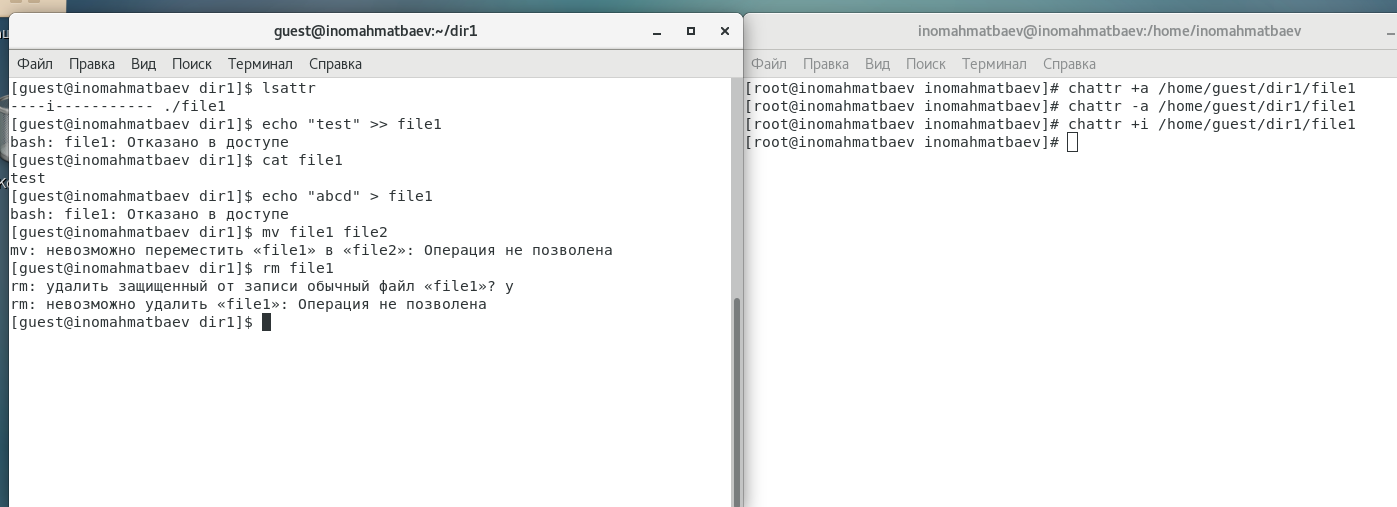 guest@inomahmatbaev:~/dir1
Файл Правка Вид Поиск Терминал Справка
[guest@inomahmatbaev dir1]$ lsattr
----i----------- ./file1
[guest@inomahmatbaev dir1]$ echo "test" >> file1
bash: file1: Отказано в доступе
[guest@inomahmatbaev dir1]$ cat file1
test
[guest@inomahmatbaev dir1]$ echo "abcd" > file1
bash: file1: Отказано в доступе
[guest@inomahmatbaev dir1]$ mv file1 file2
mv: невозможно переместить «file1» в «file2»: Операция не позволена
[guest@inomahmatbaev dir1]$ rm file1
rm: удалить защищенный от записи обычный файл «file1»? y
rm: невозможно удалить «file1»: Операция не позволена
[guest@inomahmatbaev dir1]$
inomahmatbaev@inomahmatbaev:/home/inomahmatbaev
Файл Правка Вид Поиск Терминал Справка
[root@inomahmatbaev inomahmatbaev]# chattr +a /home/guest/dir1/file1
[root@inomahmatbaev inomahmatbaev]# chattr -a /home/guest/dir1/file1
[root@inomahmatbaev inomahmatbaev]# chattr +i /home/guest/dir1/file1
[root@inomahmatbaev inomahmatbaev]#